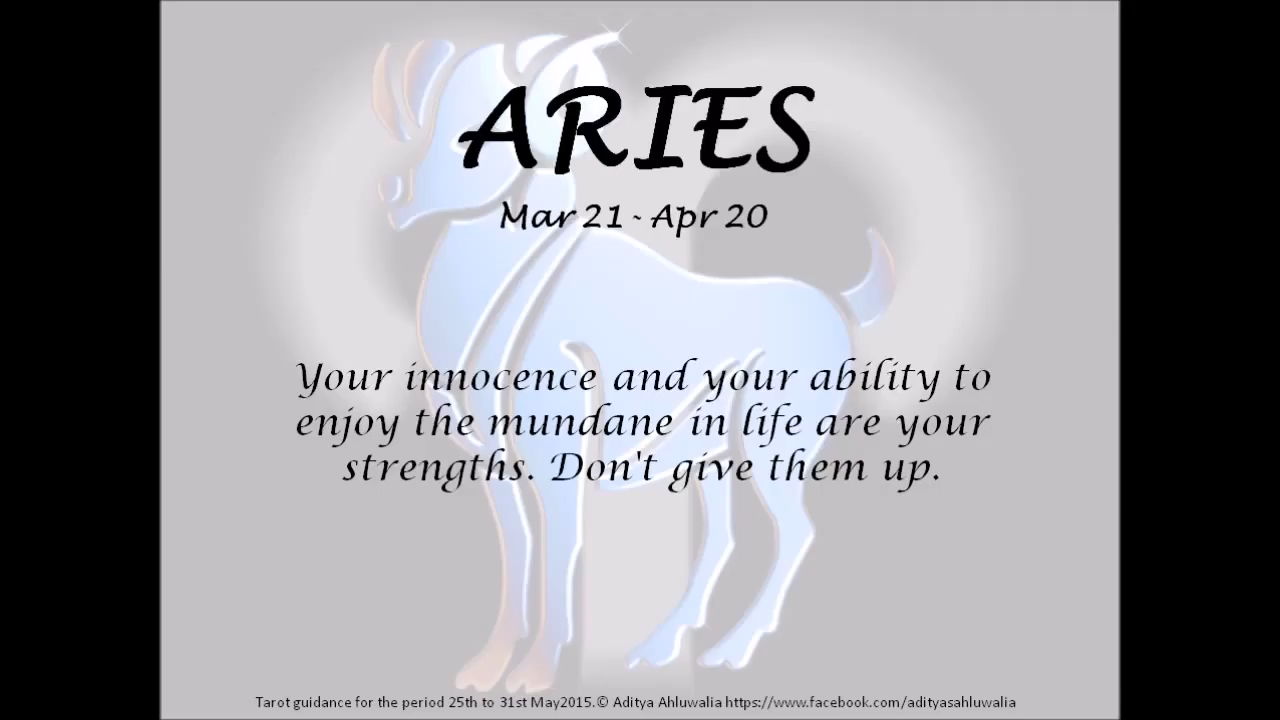 ARIES
Mar 21 - Apr 20
Your innocence and your ability to
enjoy the mundane in life are your
strengths. Don't give them up.
Tarot guidance for the period 25th to 31st May2015.© Aditya Ahluwalia https://www.facebook.com/adityasahluwalia